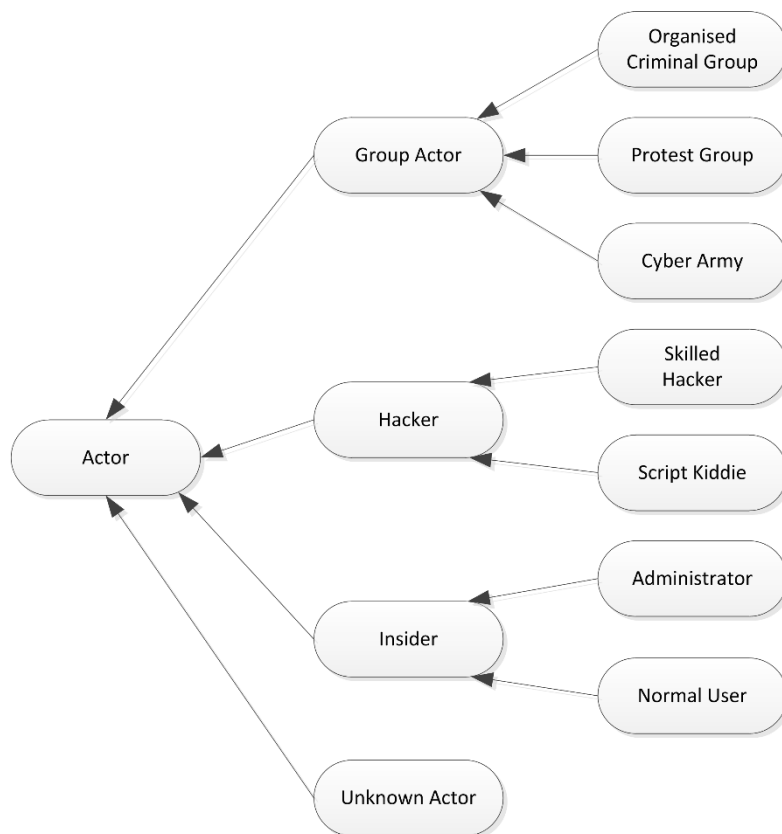 Organised
Criminal Group
Group Actor
Protest Group
Cyber Army
Skilled
Hacker
Hacker
Actor
Script Kiddie
Administrator
Insider
Normal User
Unknown Actor